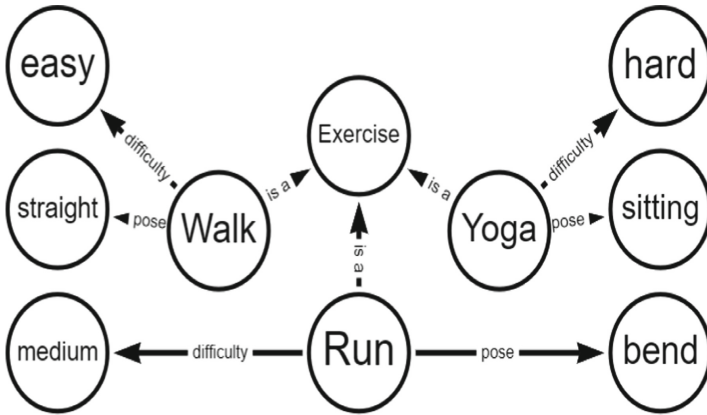 easy
hard
Exercise
difficulty
difficulty
is a
is a
straight
pose
Walk
Yoga
pose
sitting
is a
medium
difficulty
Run
pose
bend